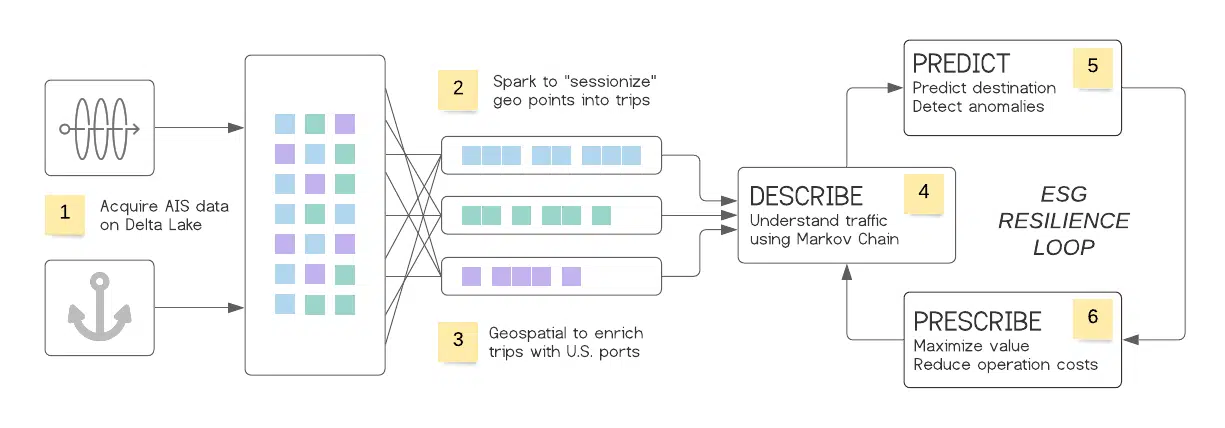 1
Acquire AIS data
on Delta Lake
2
Spark to "sessionize"
geo points into trips
3
Geospatial to enrich
trips with U.S. ports
DESCRIBE
4
Understand traffic
using Markov Chain
PREDICT
5
Predict destination
Detect anomalies
ESG
RESILIENCE
LOOP
PRESCRIBE
6
Maximize value
Reduce operation costs